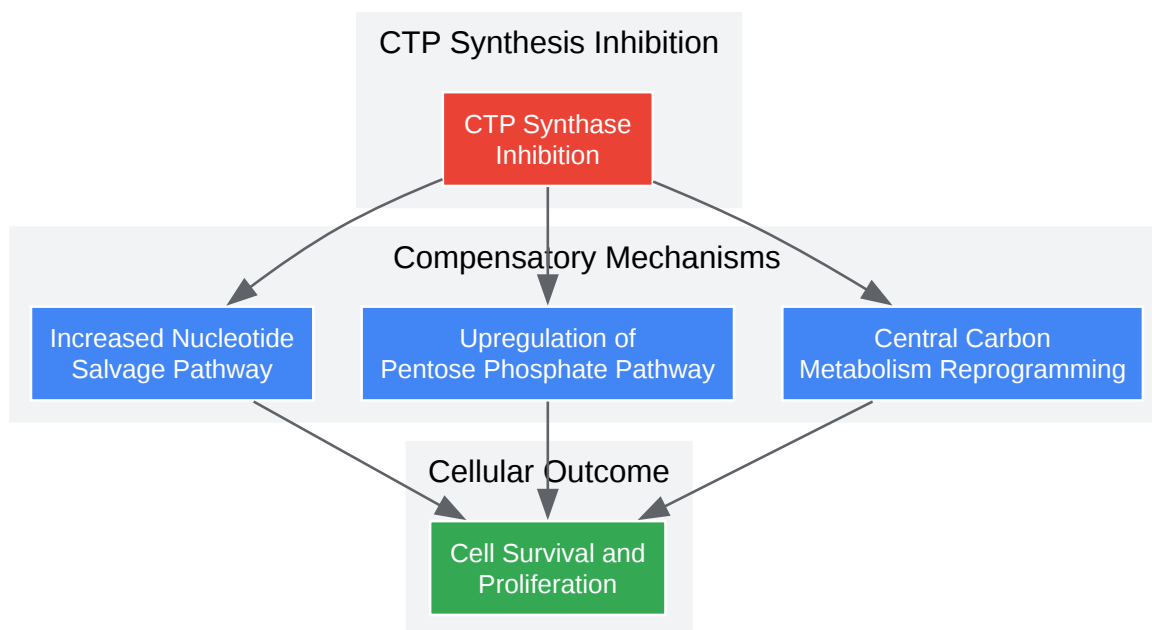 CTP Synthesis Inhibition
CTP Synthase
Inhibition
Compensatory Mechanisms
Increased Nucleotide
Salvage Pathway
Upregulation of
Pentose Phosphate Pathway
Central Carbon
Metabolism Reprogramming
Cellular Outcome
Cell Survival and
Proliferation